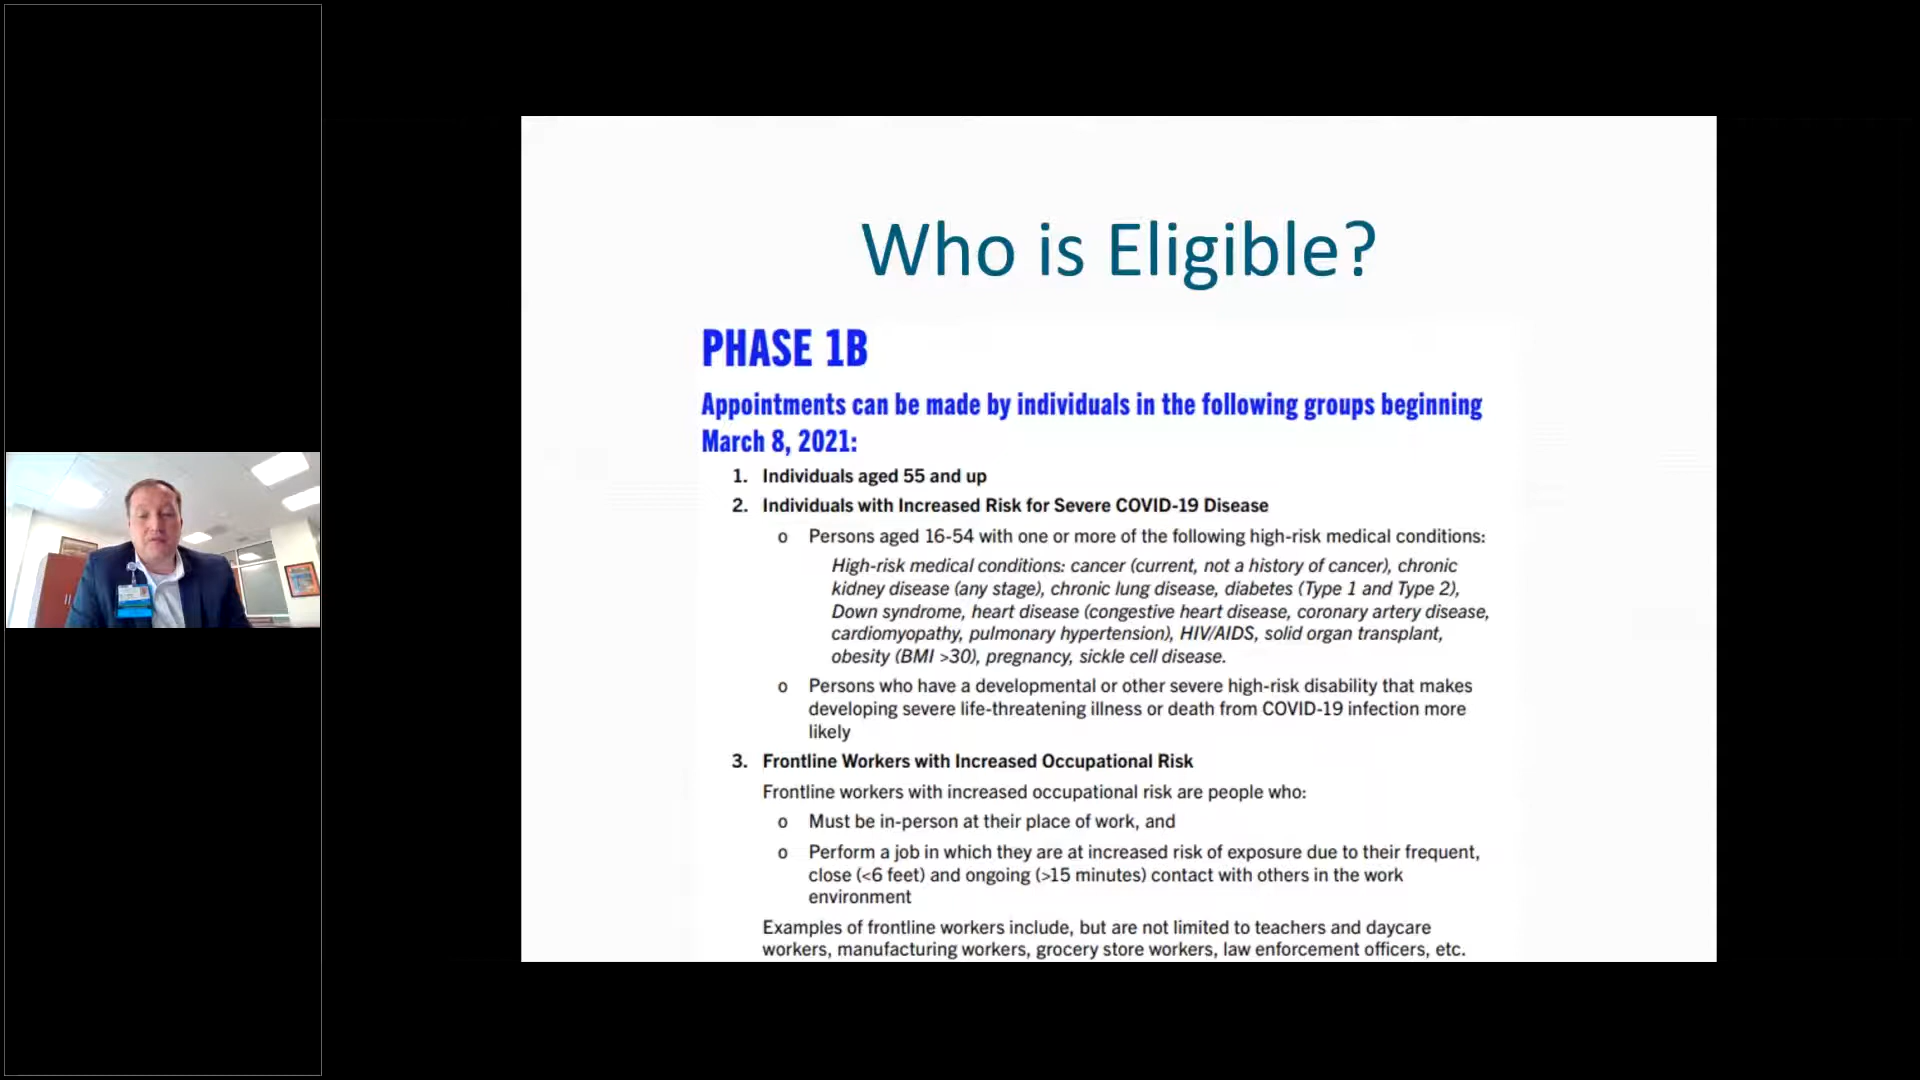 Who is Eligible?
PHASE 1B
Appointments can be made by individuals in the following groups beginning
March 8, 2021:
1. Individuals aged 55 and up
2. Individuals with Increased Risk for Severe COVID-19 Disease
o Persons aged 16-54 with one or more of the following high-risk medical conditions:
High-risk medical conditions: cancer (current, not a history of cancer), chronic
kidney disease (any stage), chronic lung disease, diabetes (Type 1 and Type 2),
Down syndrome, heart disease (congestive heart disease, coronary artery disease,
cardiomyopathy, pulmonary hypertension), HIV/AIDS, solid organ transplant,
obesity (BMI >30), pregnancy, sickle cell disease.
o Persons who have a developmental or other severe high-risk disability that makes
developing severe life-threatening illness or death from COVID-19 infection more
likely
3. Frontline Workers with Increased Occupational Risk
Frontline workers with increased occupational risk are people who:
o Must be in-person at their place of work, and
o Perform a job in which they are at increased risk of exposure due to their frequent,
close (<6 feet) and ongoing (>15 minutes) contact with others in the work
environment
Examples of frontline workers include, but are not limited to teachers and daycare
workers, manufacturing workers, grocery store workers, law enforcement officers, etc.